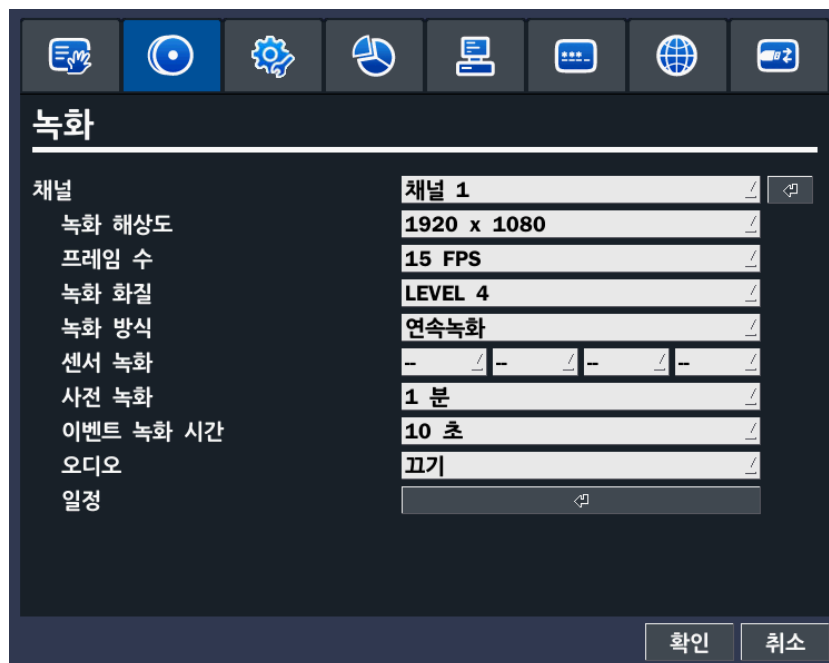 녹화
채널 채널 1
녹화 해상도 1920 x 1080
프레임 수 15 FPS
녹화 화질 LEVEL 4
녹화 방식 연속녹화
센서 녹화 -- -- -- --
사전 녹화 1 분
이벤트 녹화 시간 10 초
오디오 끄기
일정
확인 취소